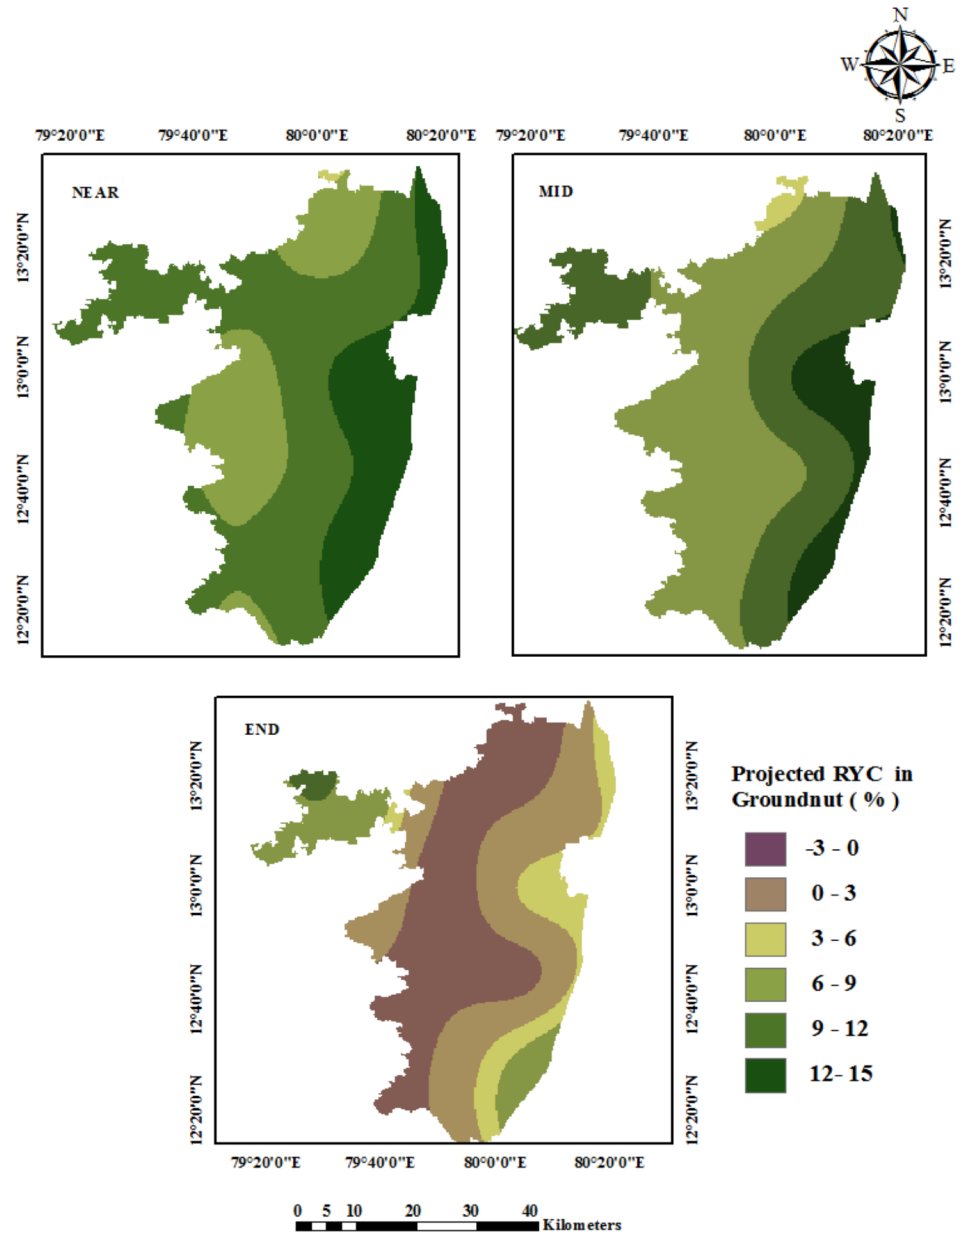 N
W E
S
79°20'0"E 79°40'0"E 80°0'0"E 80°20'0"E
79°20'0"E 79°40'0"E 80°0'0"E 80°20'0"E
NEAR
MID
13°20'0"N
13°0'0"N
12°40'0"N
12°20'0"N
13°20'0"N
13°0'0"N
12°40'0"N
12°20'0"N
END
13°20'0"N
13°0'0"N
12°40'0"N
12°20'0"N
13°20'0"N
13°0'0"N
12°40'0"N
12°20'0"N
79°20'0"E 79°40'0"E 80°0'0"E 80°20'0"E
Projected RYC in
Groundnut ( % )
-3 - 0
0 - 3
3 - 6
6 - 9
9 - 12
12- 15
0 5 10 20 30 40
Kilometers